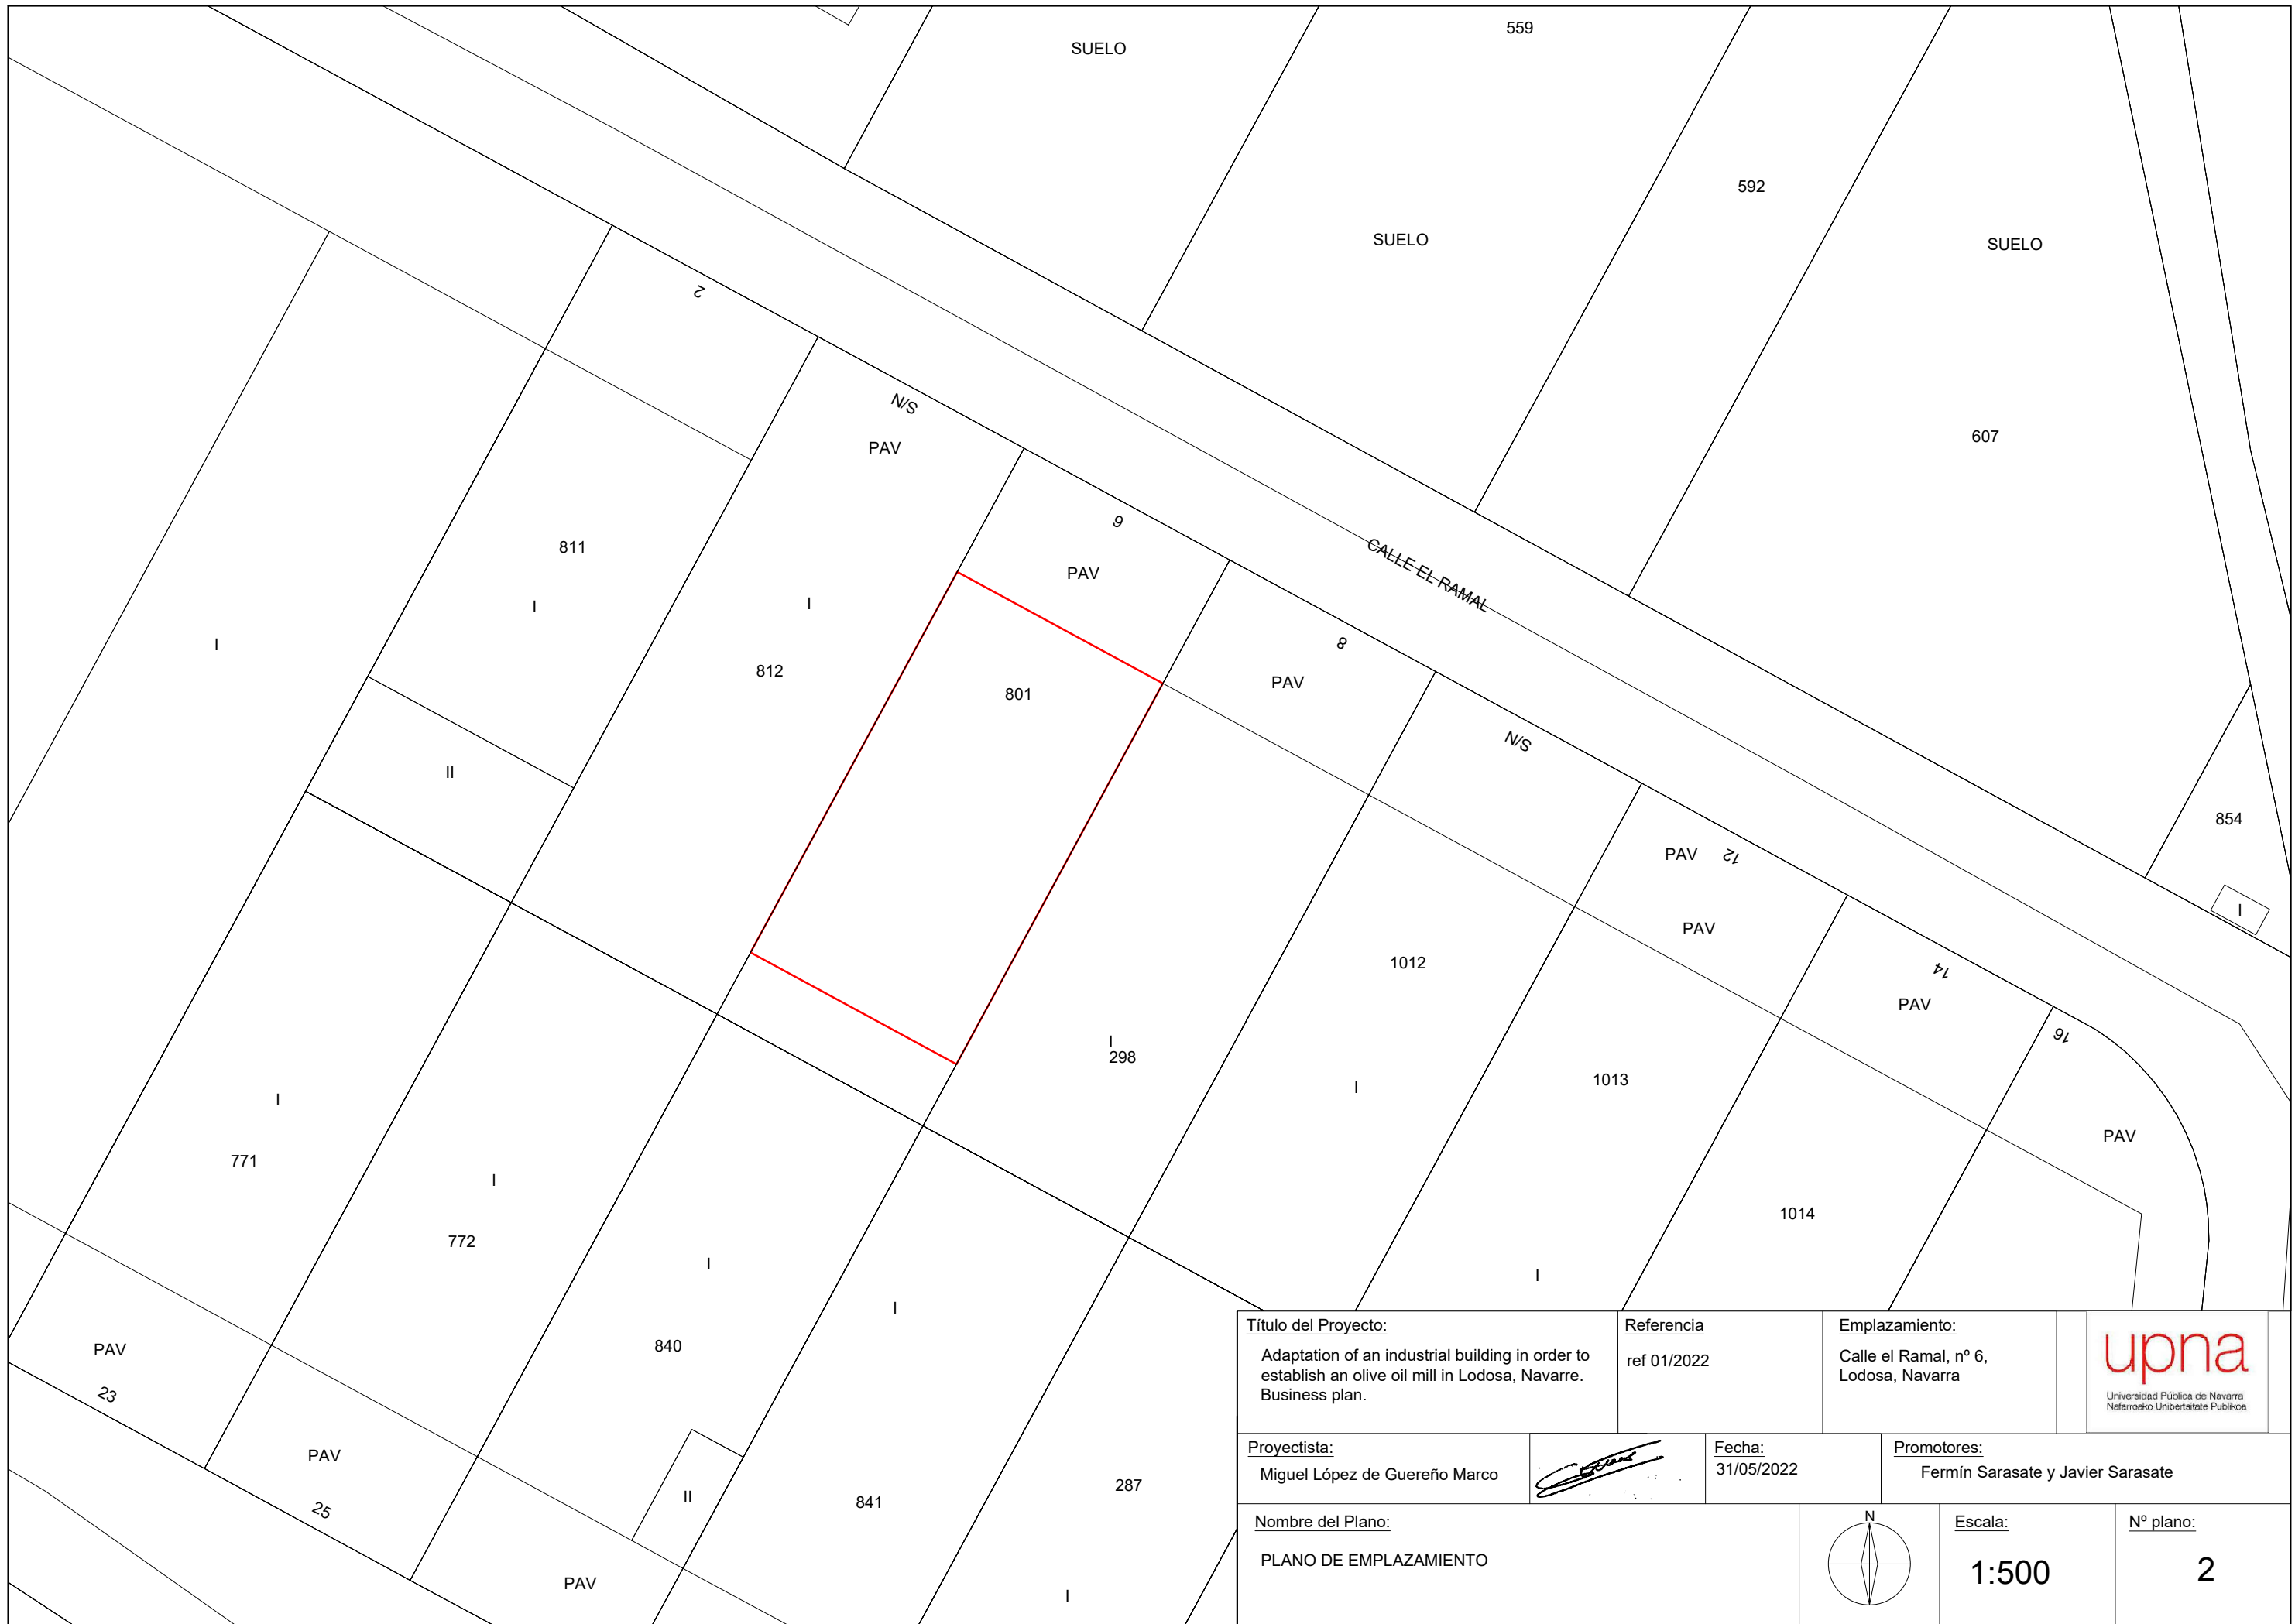 559
SUELO
592
SUELO
SUELO
2
N/S
PAV
607
6
PAV
CALLE EL RAMAL
811
I
I
I
8
812
801
PAV
N/S
II
854
PAV
12
I
PAV
1012
14
PAV
16
I
298
I
1013
I
PAV
771
I
1014
772
I
I
I
840
PAV
23
PAV
II
841
287
25
PAV
I
Título del Proyecto:
Adaptation of an industrial building in order to
establish an olive oil mill in Lodosa, Navarre.
Business plan.
Referencia
ref 01/2022
Emplazamiento:
Calle el Ramal, nº 6,
Lodosa, Navarra
upna
Universidad Pública de Navarra
Nafarroako Unibertsitate Publikoa
Proyectista:
Miguel López de Guereño Marco
Fecha:
31/05/2022
Promotores:
Fermín Sarasate y Javier Sarasate
Nombre del Plano:
PLANO DE EMPLAZAMIENTO
N
Escala:
1:500
Nº plano:
2